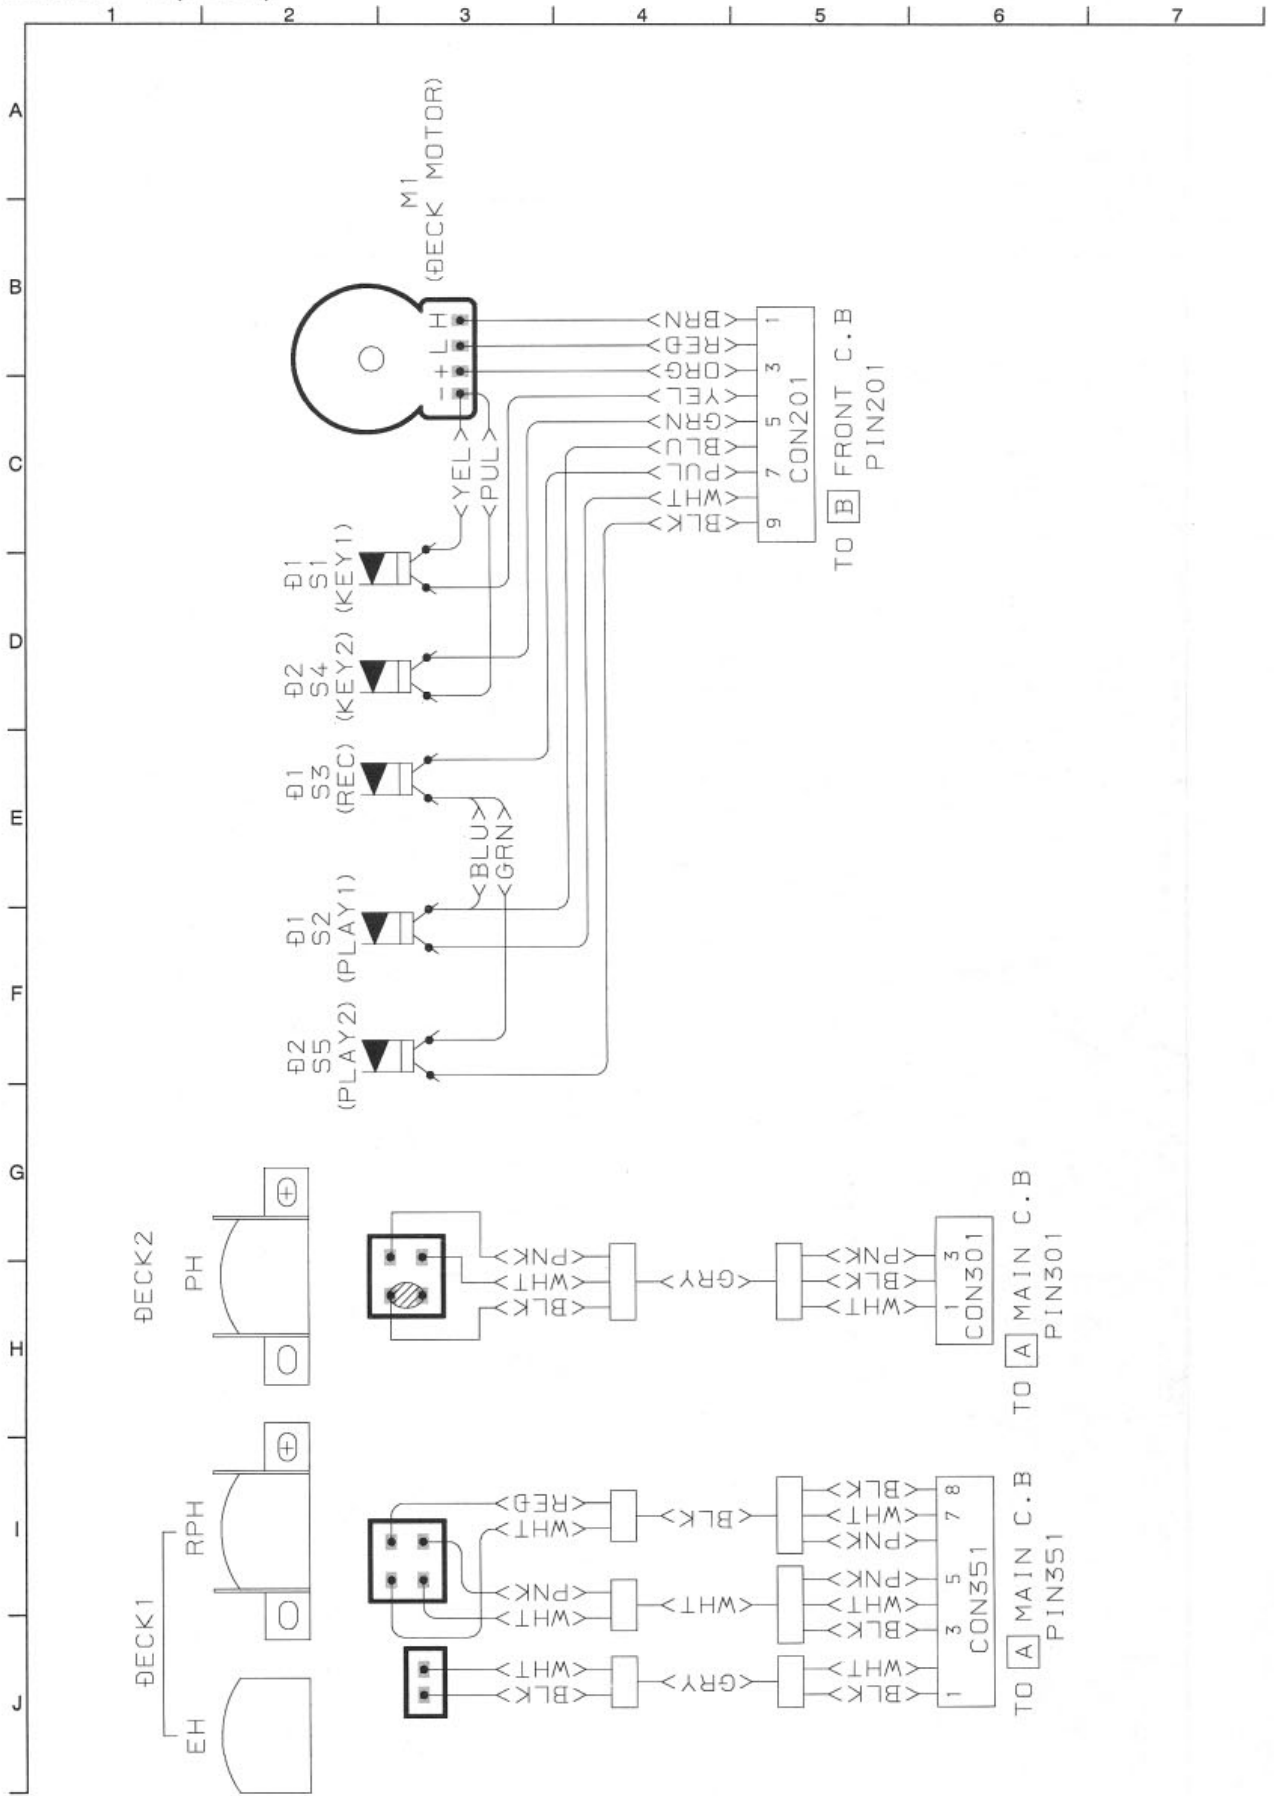 1 2 3 4 5 6 7
A
B
C
D
E
F
G
H
I
J
M1
(DECK MOTOR)
H
L
+
-
<YEL>
<PUL>
<BRN>
<RED>
<ORG>
<YEL>
<GRN>
<BLU>
<PUL>
<WHT>
<BLK>
1
3
5
7
9
CON201
TO B FRONT C.B
PIN201
D1
S1
(KEY1)
D2
S4
(KEY2)
D1
S3
(REC)
<BLU>
<GRN>
D1
S2
(PLAY1)
D2
S5
(PLAY2)
DECK2
PH
<PNK>
<WHT>
<BLK>
<GRY>
<PNK>
<BLK>
<WHT>
3
1
CON301
TO A MAIN C.B
PIN301
DECK1
RPH
EH
<RED>
<WHT>
<PNK>
<WHT>
<WHT>
<BLK>
<BLK>
<WHT>
<GRY>
<BLK>
<WHT>
<PNK>
<PNK>
<WHT>
<BLK>
<WHT>
<BLK>
8
7
5
3
1
CON351
TO A MAIN C.B
PIN351